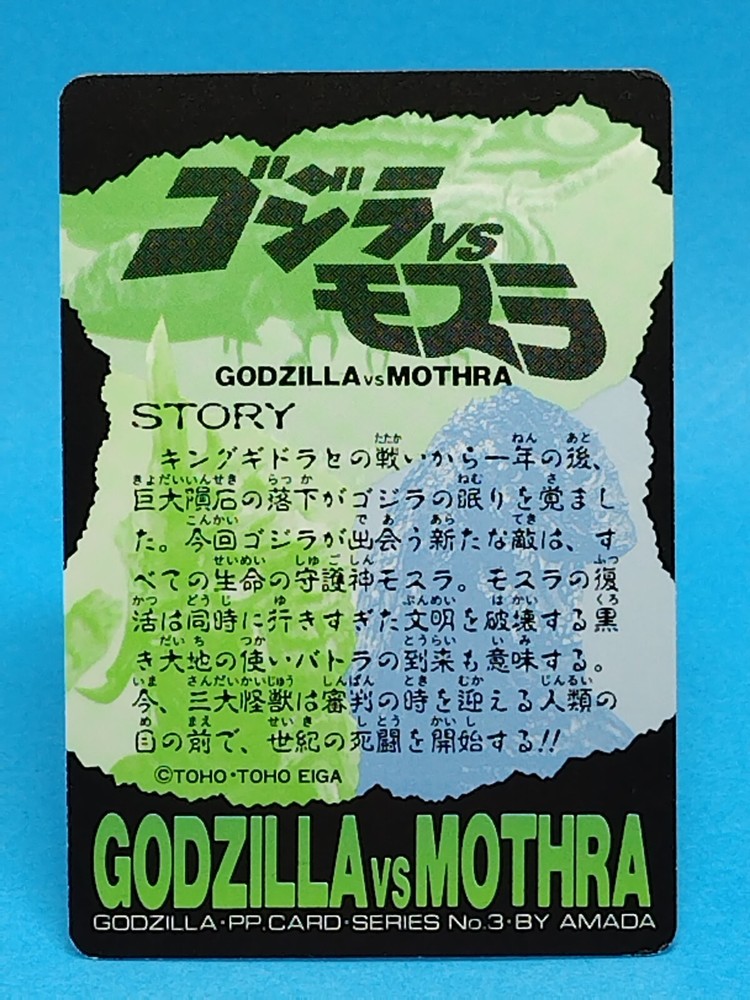 ゴジラVS
モスラ
GODZILLA VS MOTHRA
STORY
キングギドラとの戦いから一年の後、
巨大隕石の落下がゴジラの眠りを覚まし
た。今回ゴジラが出会う新たな敵は、す
べての生命の守護神モスラ。モスラの復
活は同時に行きすぎた文明を破壊する黒
き大地の使いバトラの到来も意味する。
今、三大怪獣は審判の時を迎える人類の
目の前で、世紀の死闘を開始する!!
©TOHO・TOHO EIGA
GODZILLA VS MOTHRA
GODZILLA・PP.CARD・SERIES No.3・BY AMADA